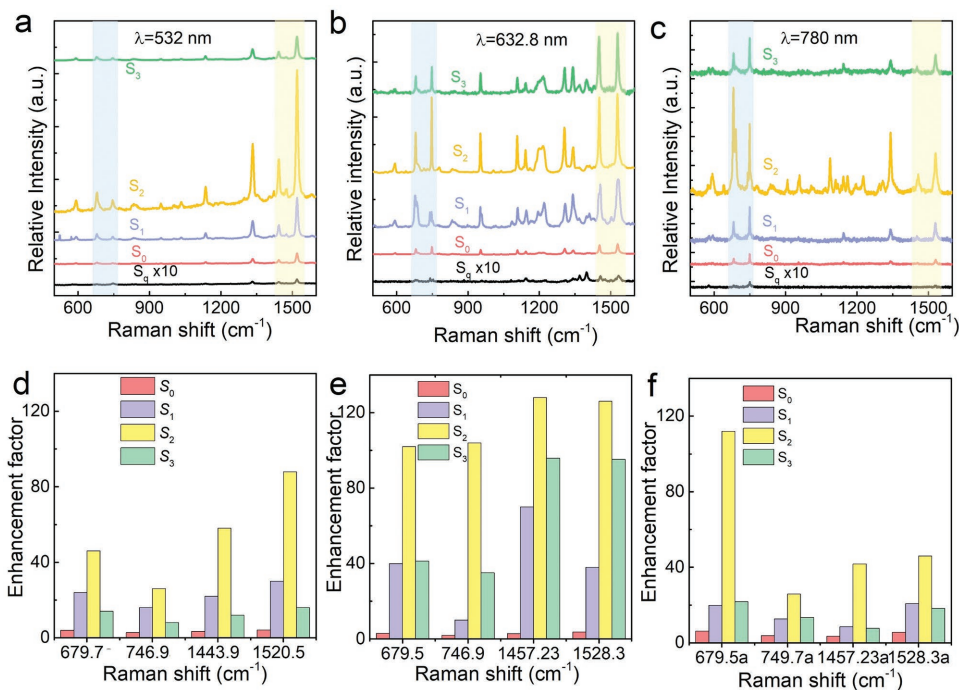 a
λ=532 nm
S3
S2
S1
S0
Sq x10
Relative Intensity (a.u.)
600 900 1200 1500
Raman shift (cm-1)
b
λ=632.8 nm
S3
S2
S1
S0
Sq x10
Relative Intensity (a.u.)
600 900 1200 1500
Raman shift (cm-1)
c
λ=780 nm
S3
S2
S1
S0
Sq x10
Relative Intensity (a.u.)
600 900 1200 1500
Raman shift (cm-1)
d
S0
S1
S2
S3
Enhancement factor
120
80
40
0
679.7 746.9 1443.9 1520.5
Raman shift (cm-1)
e
S0
S1
S2
S3
Enhancement factor
120
80
40
0
679.5 746.9 1457.23 1528.3
Raman shift (cm-1)
f
S0
S1
S2
S3
Enhancement factor
120
80
40
0
679.5a 749.7a 1457.23a 1528.3a
Raman shift (cm-1)